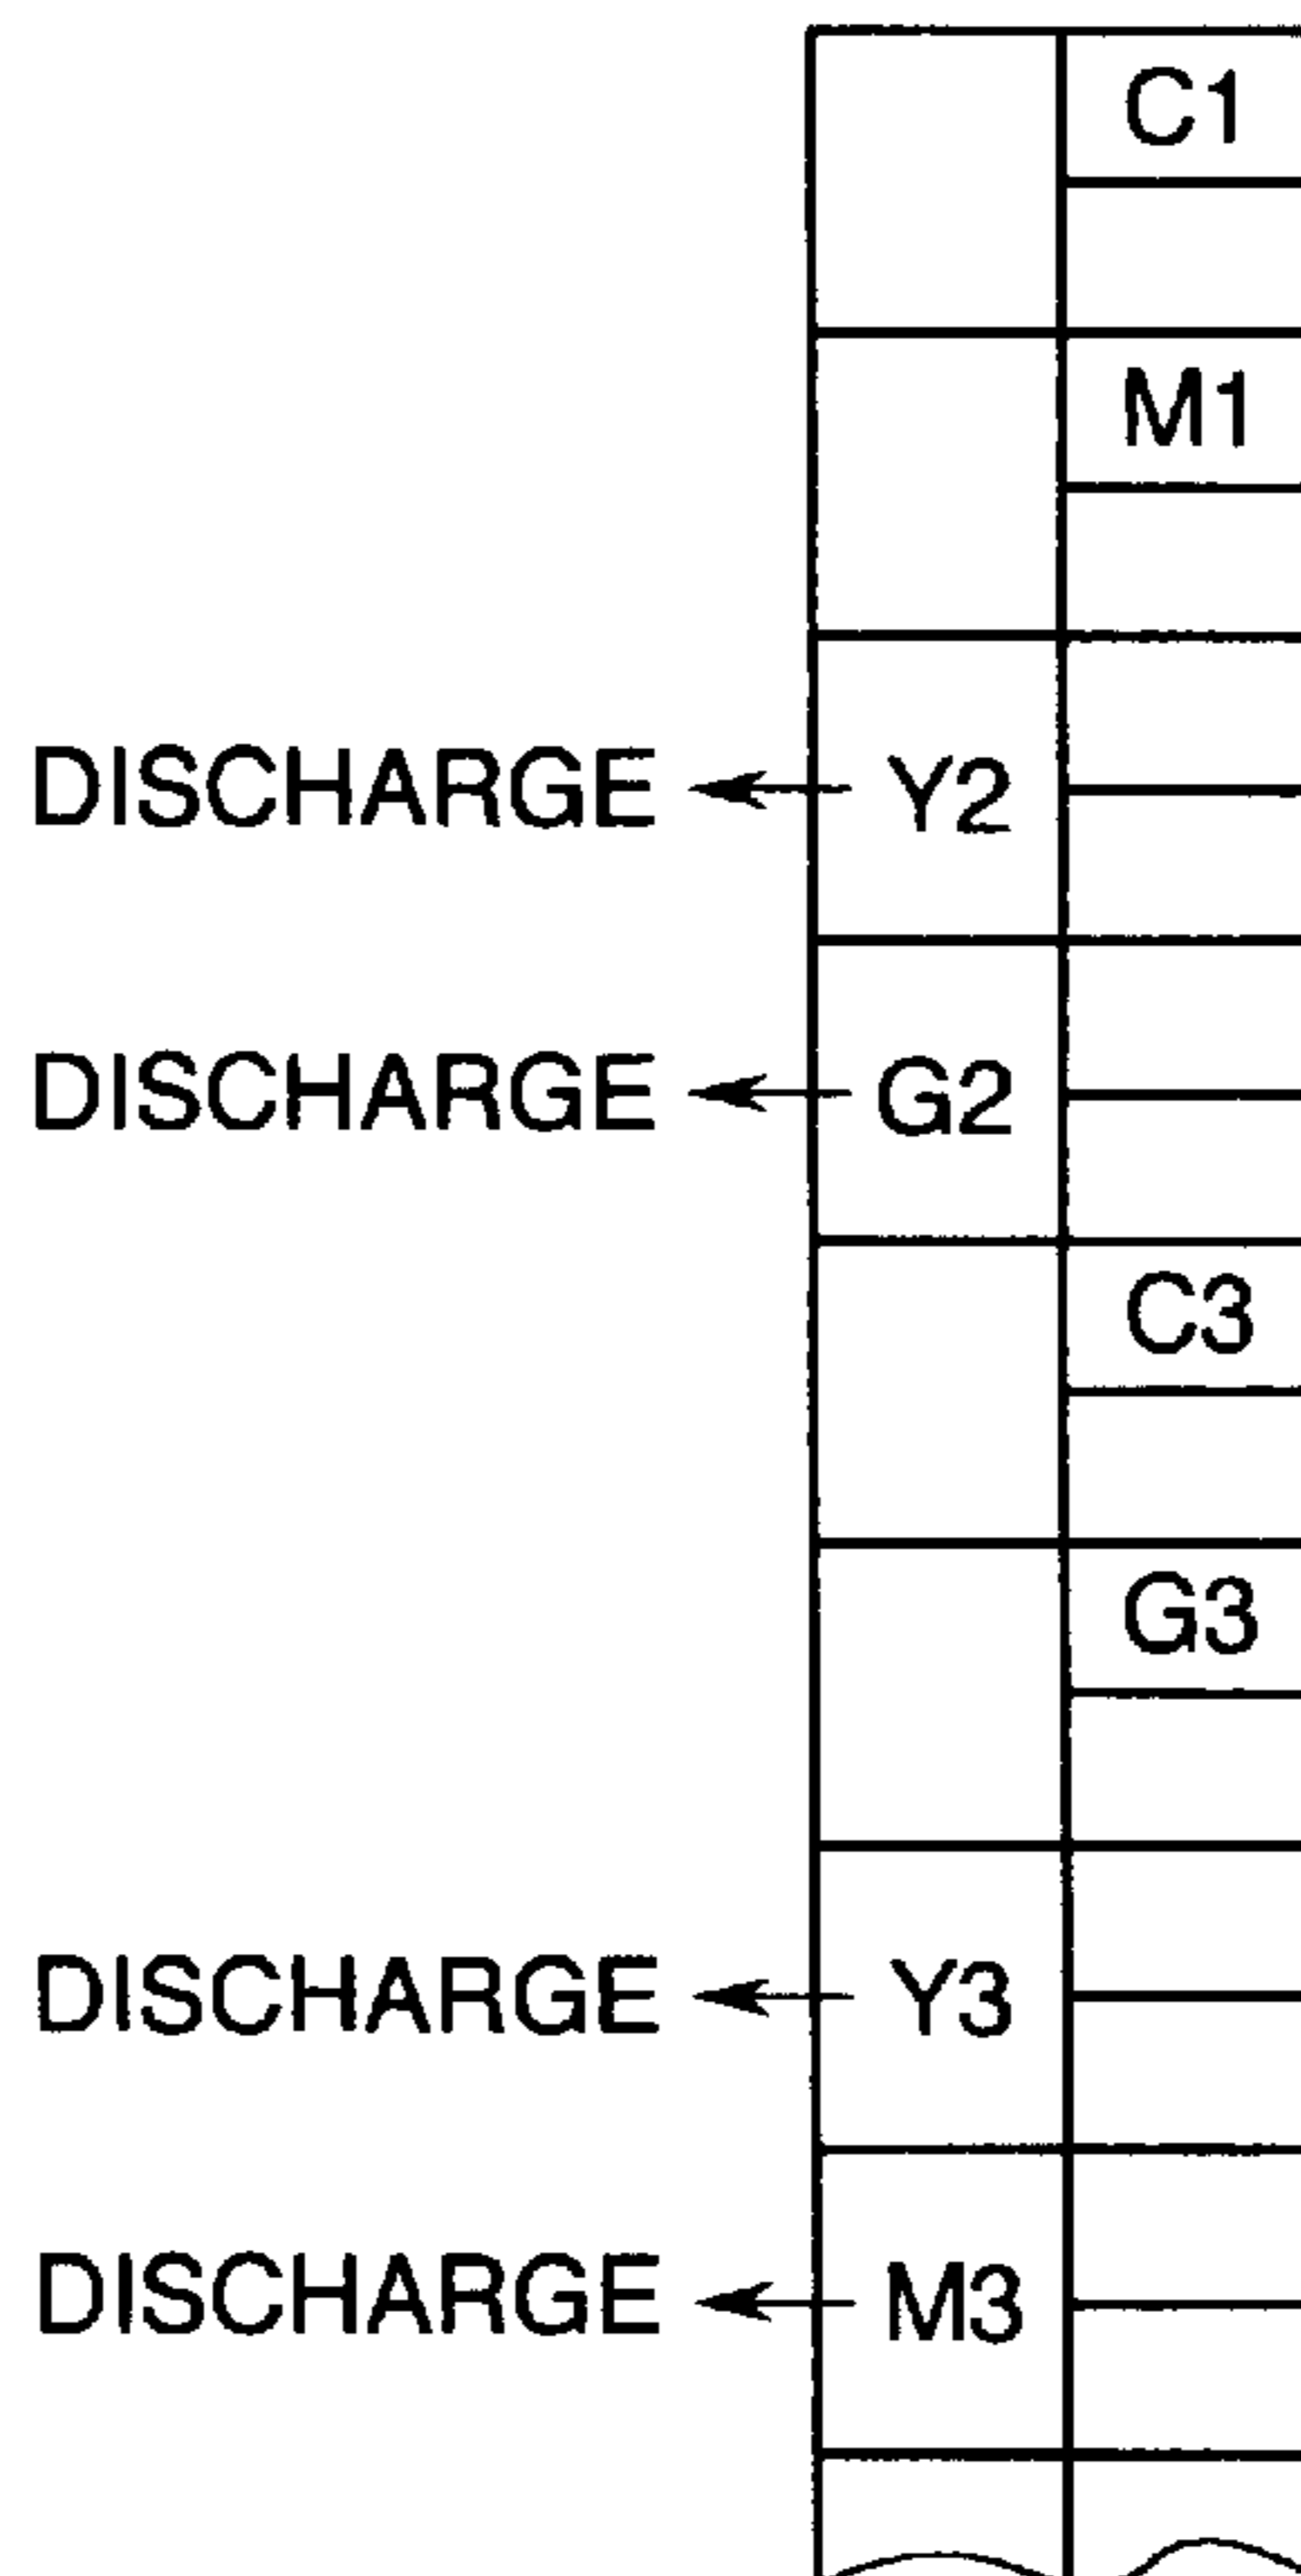 C1
M1
DISCHARGE Y2
DISCHARGE G2
C3
G3
DISCHARGE Y3
DISCHARGE M3